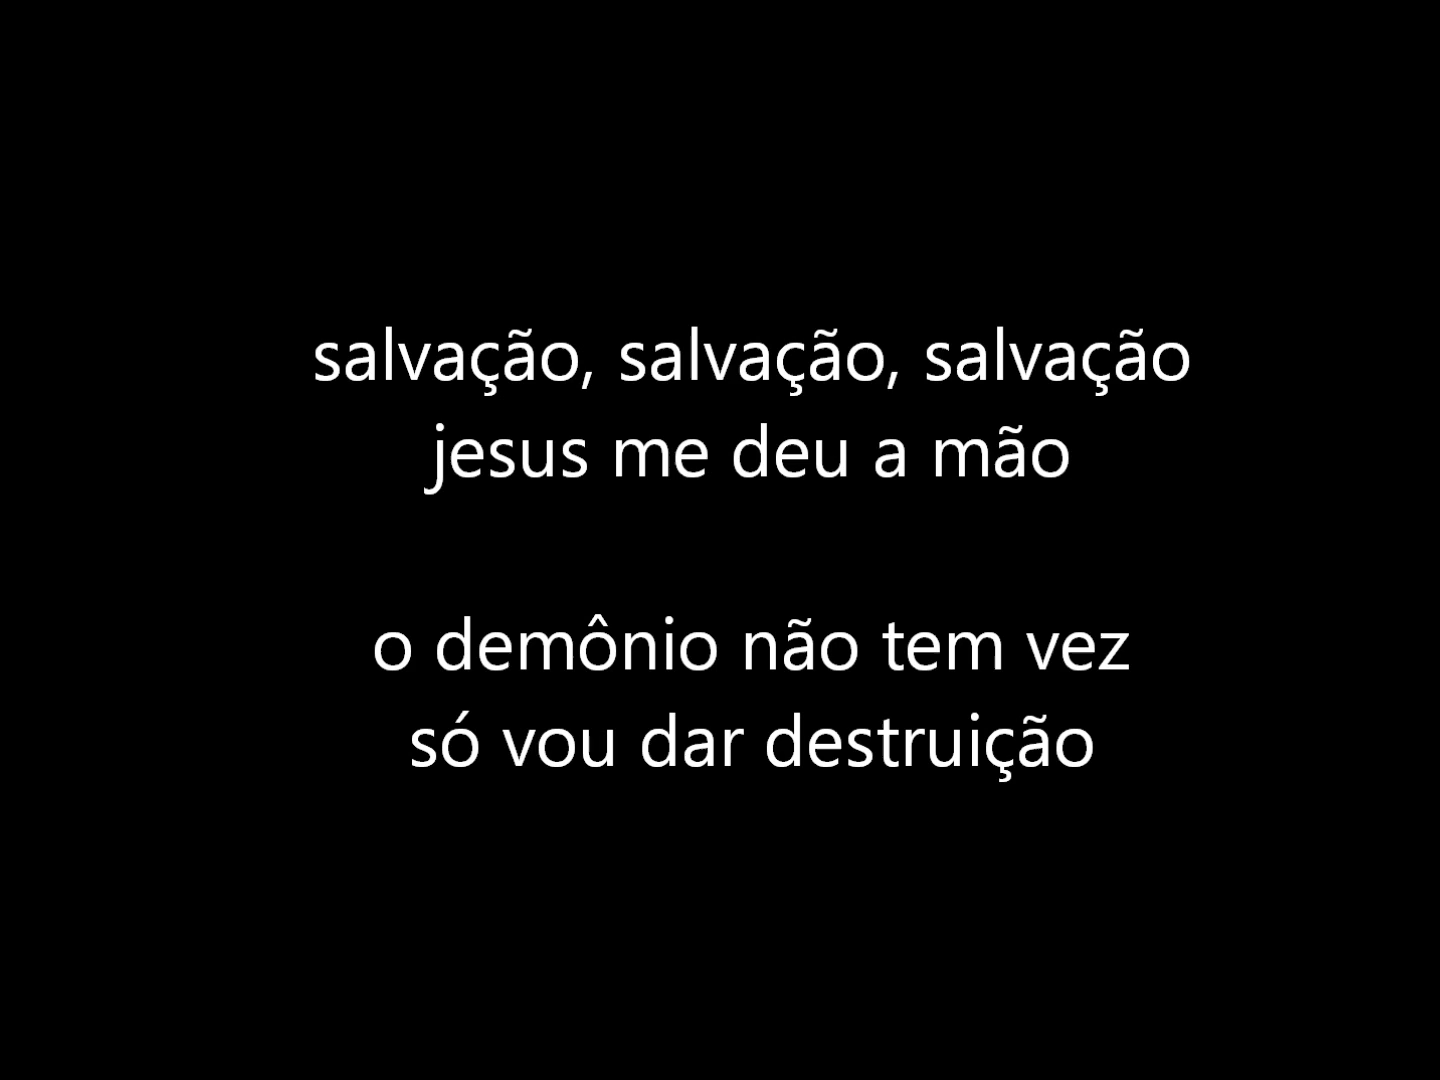 salvação, salvação, salvação
jesus me deu a mão
o demônio não tem vez
só vou dar destruição